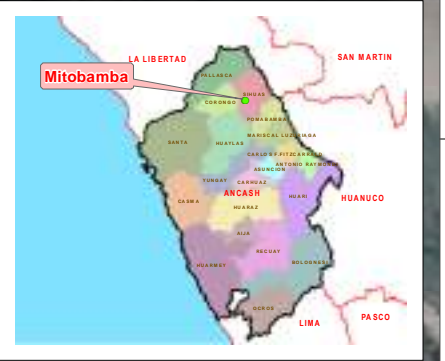 LA LIBERTAD
SAN MARTIN
Mitobamba
PALLASCA
SIHUAS
CORONGO
POMABAMBA
MARISCAL LUZURIAGA
SANTA
HUAYLAS
CARLOS F. FITZCARRALD
ANTONIO RAYMONDI
ASUNCION
YUNGAY
CARHUAZ
ANCASH
HUARI
HUANUCO
CASMA
HUARAZ
AIJA
RECUAY
HUARMEY
BOLOGNESI
OCROS
LIMA
PASCO